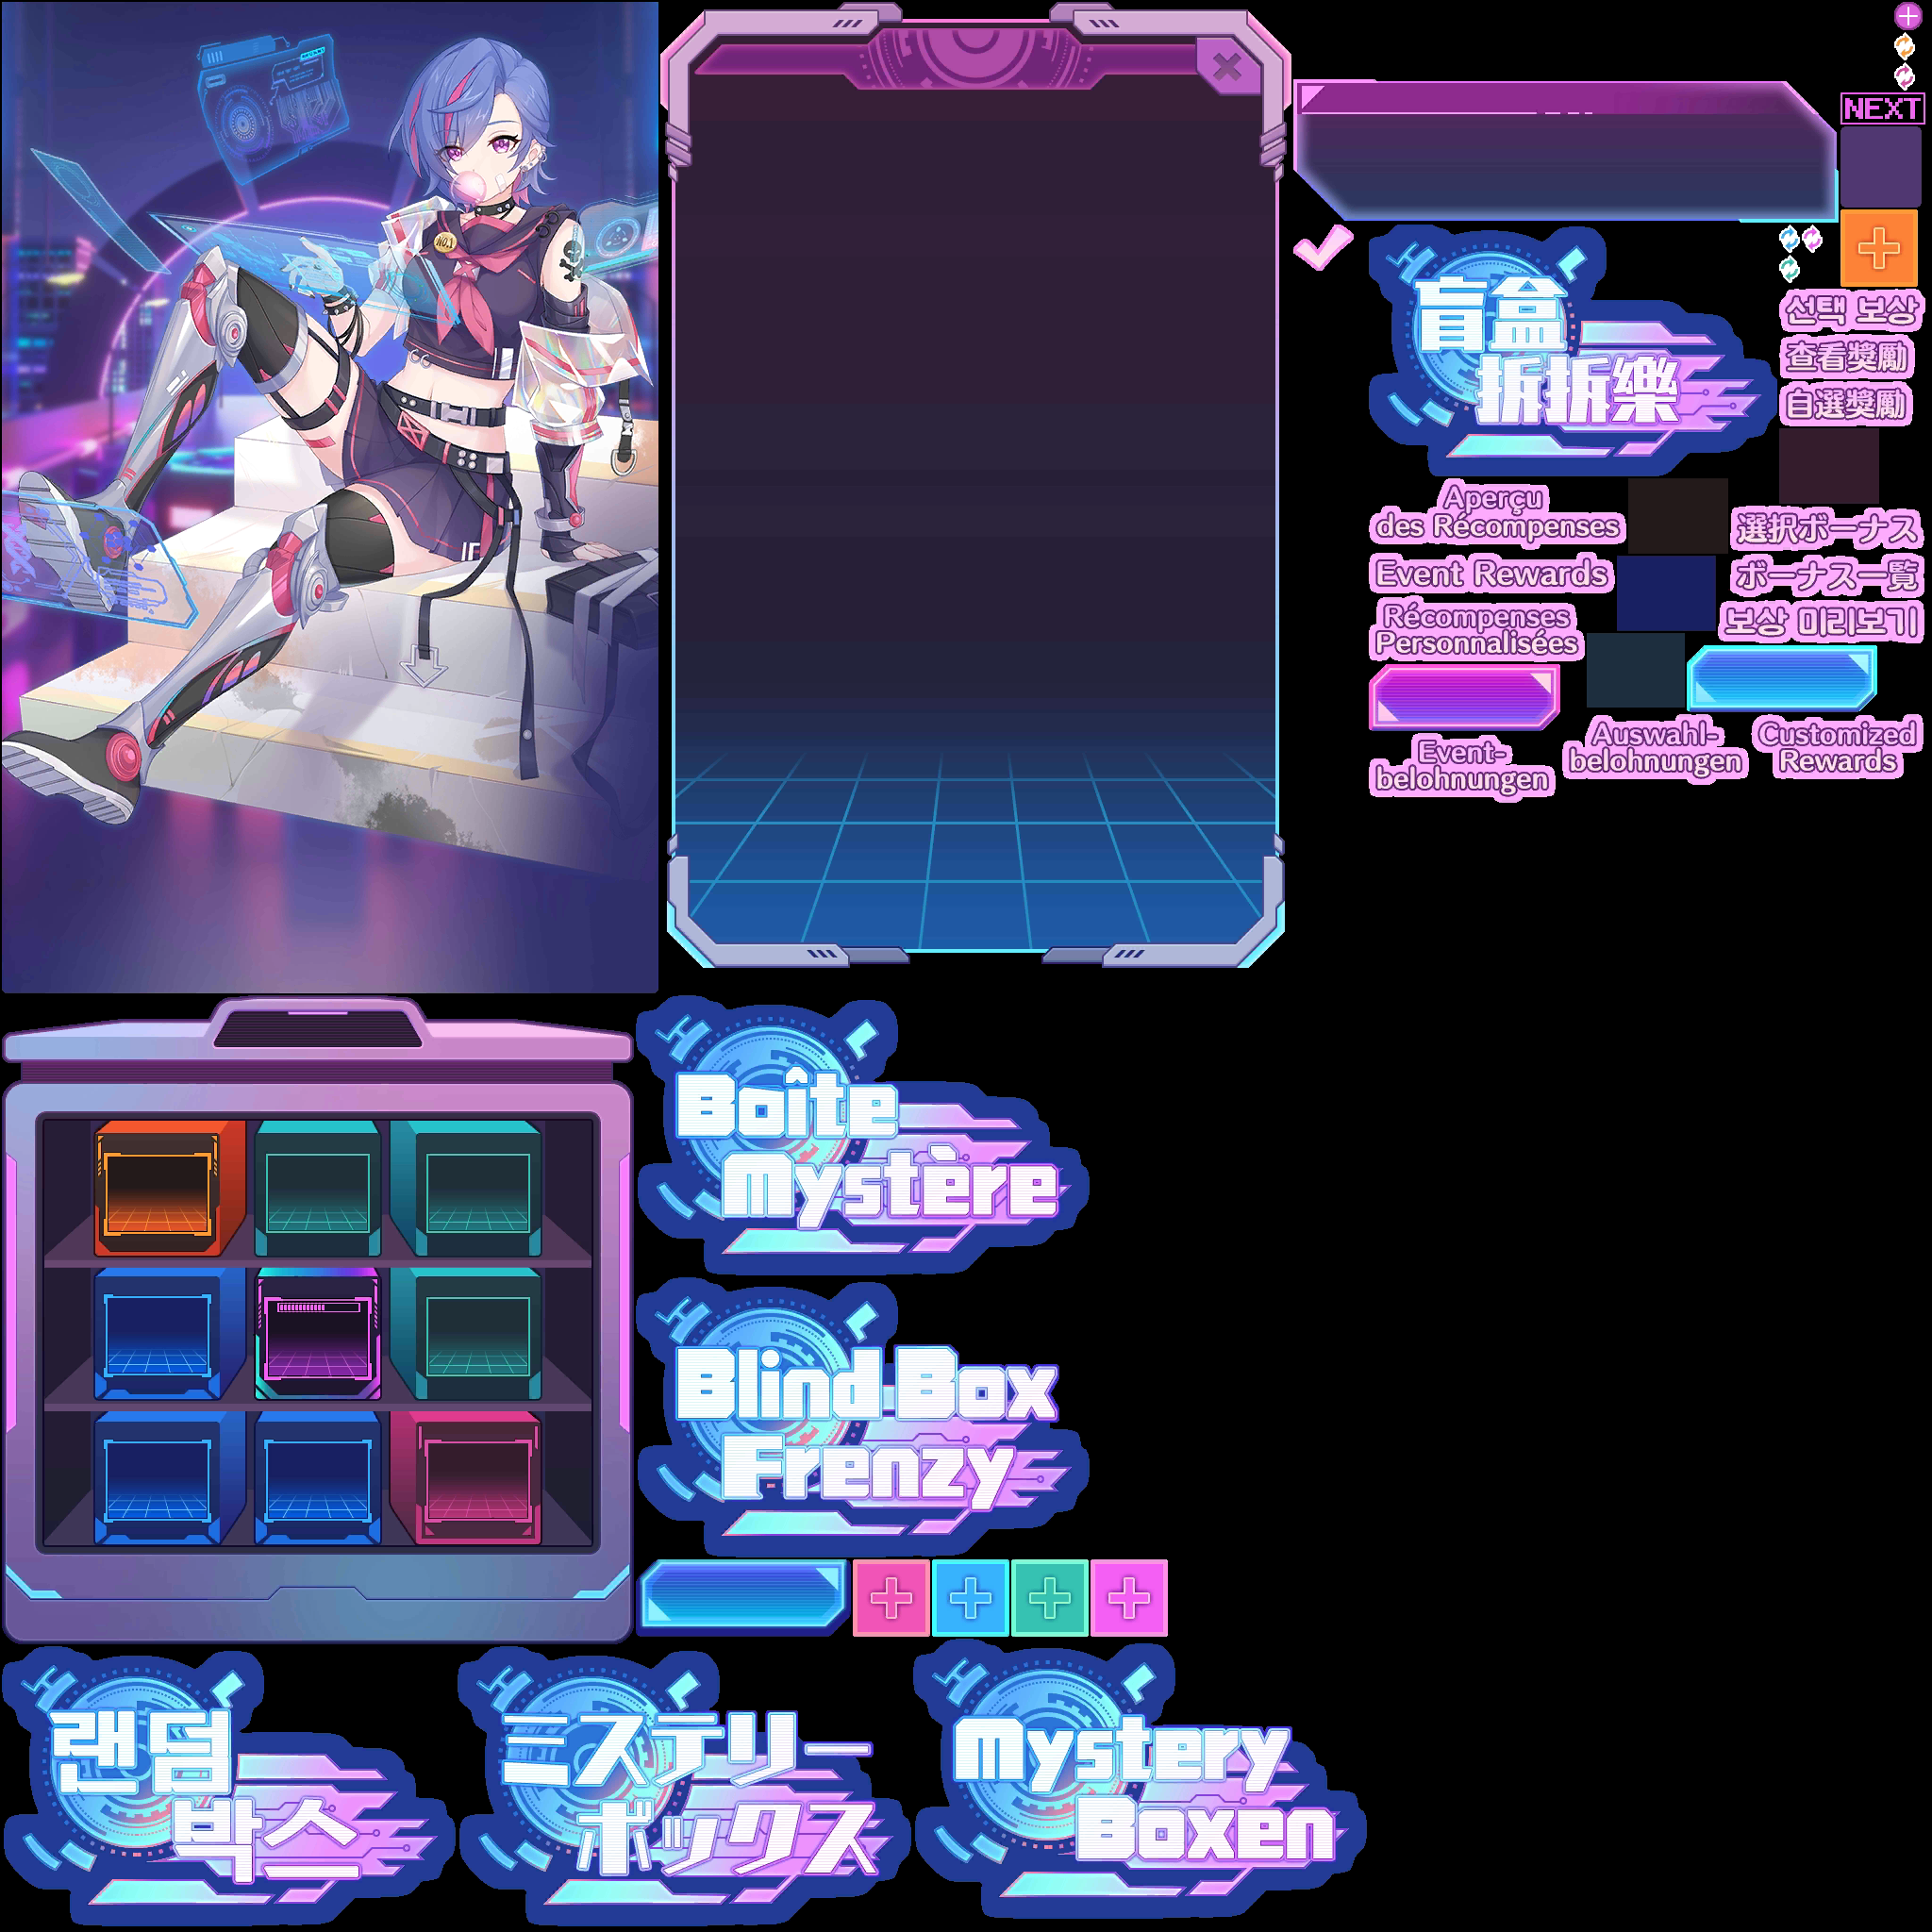 NO.1
NEXT
盲盒
拆拆樂
선택 보상
查看獎勵
自選獎勵
Aperçu
des Récompenses
選択ボーナス
Event Rewards
ボーナス一覧
Récompenses
Personnalisées
보상 미리보기
Event-
belohnungen
Auswahl-
belohnungen
Customized
Rewards
Boîte
Mystère
Blind Box
Frenzy
랜덤
박스
ミステリー
ボックス
Mystery
Boxen